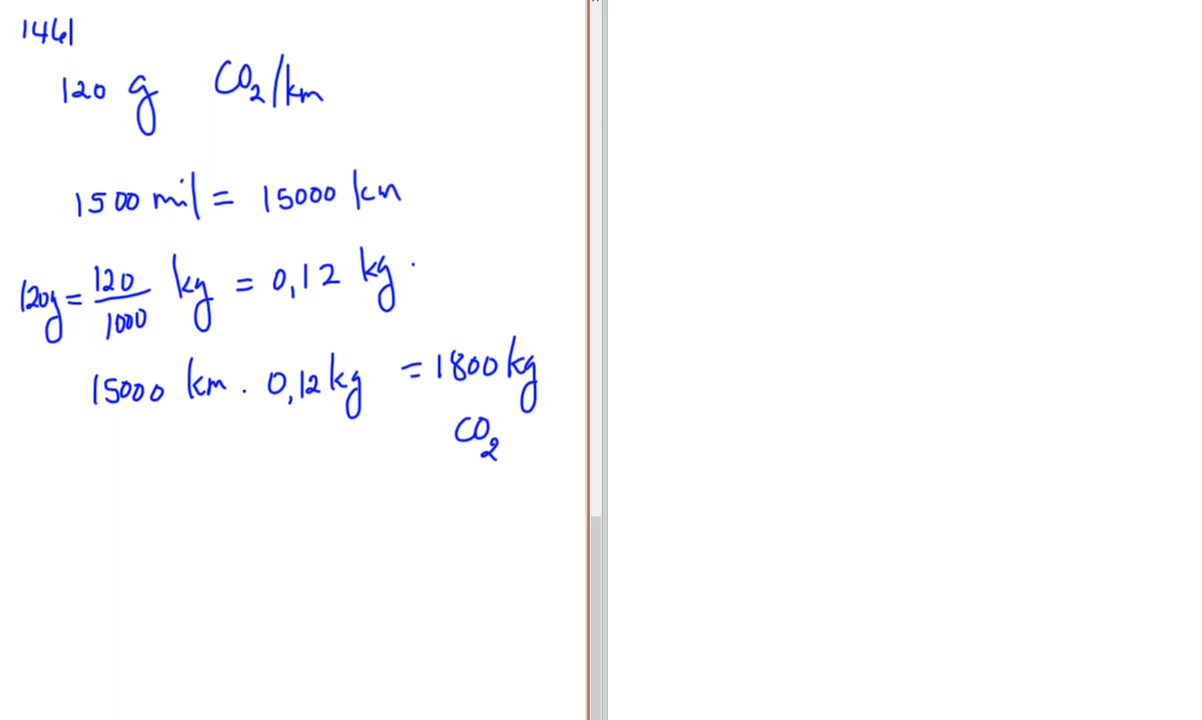 1461
120 g CO₂/km
1500 mil = 15000 km
120g = 120/1000 kg = 0,12 kg.
15000 km · 0,12 kg = 1800 kg
CO₂